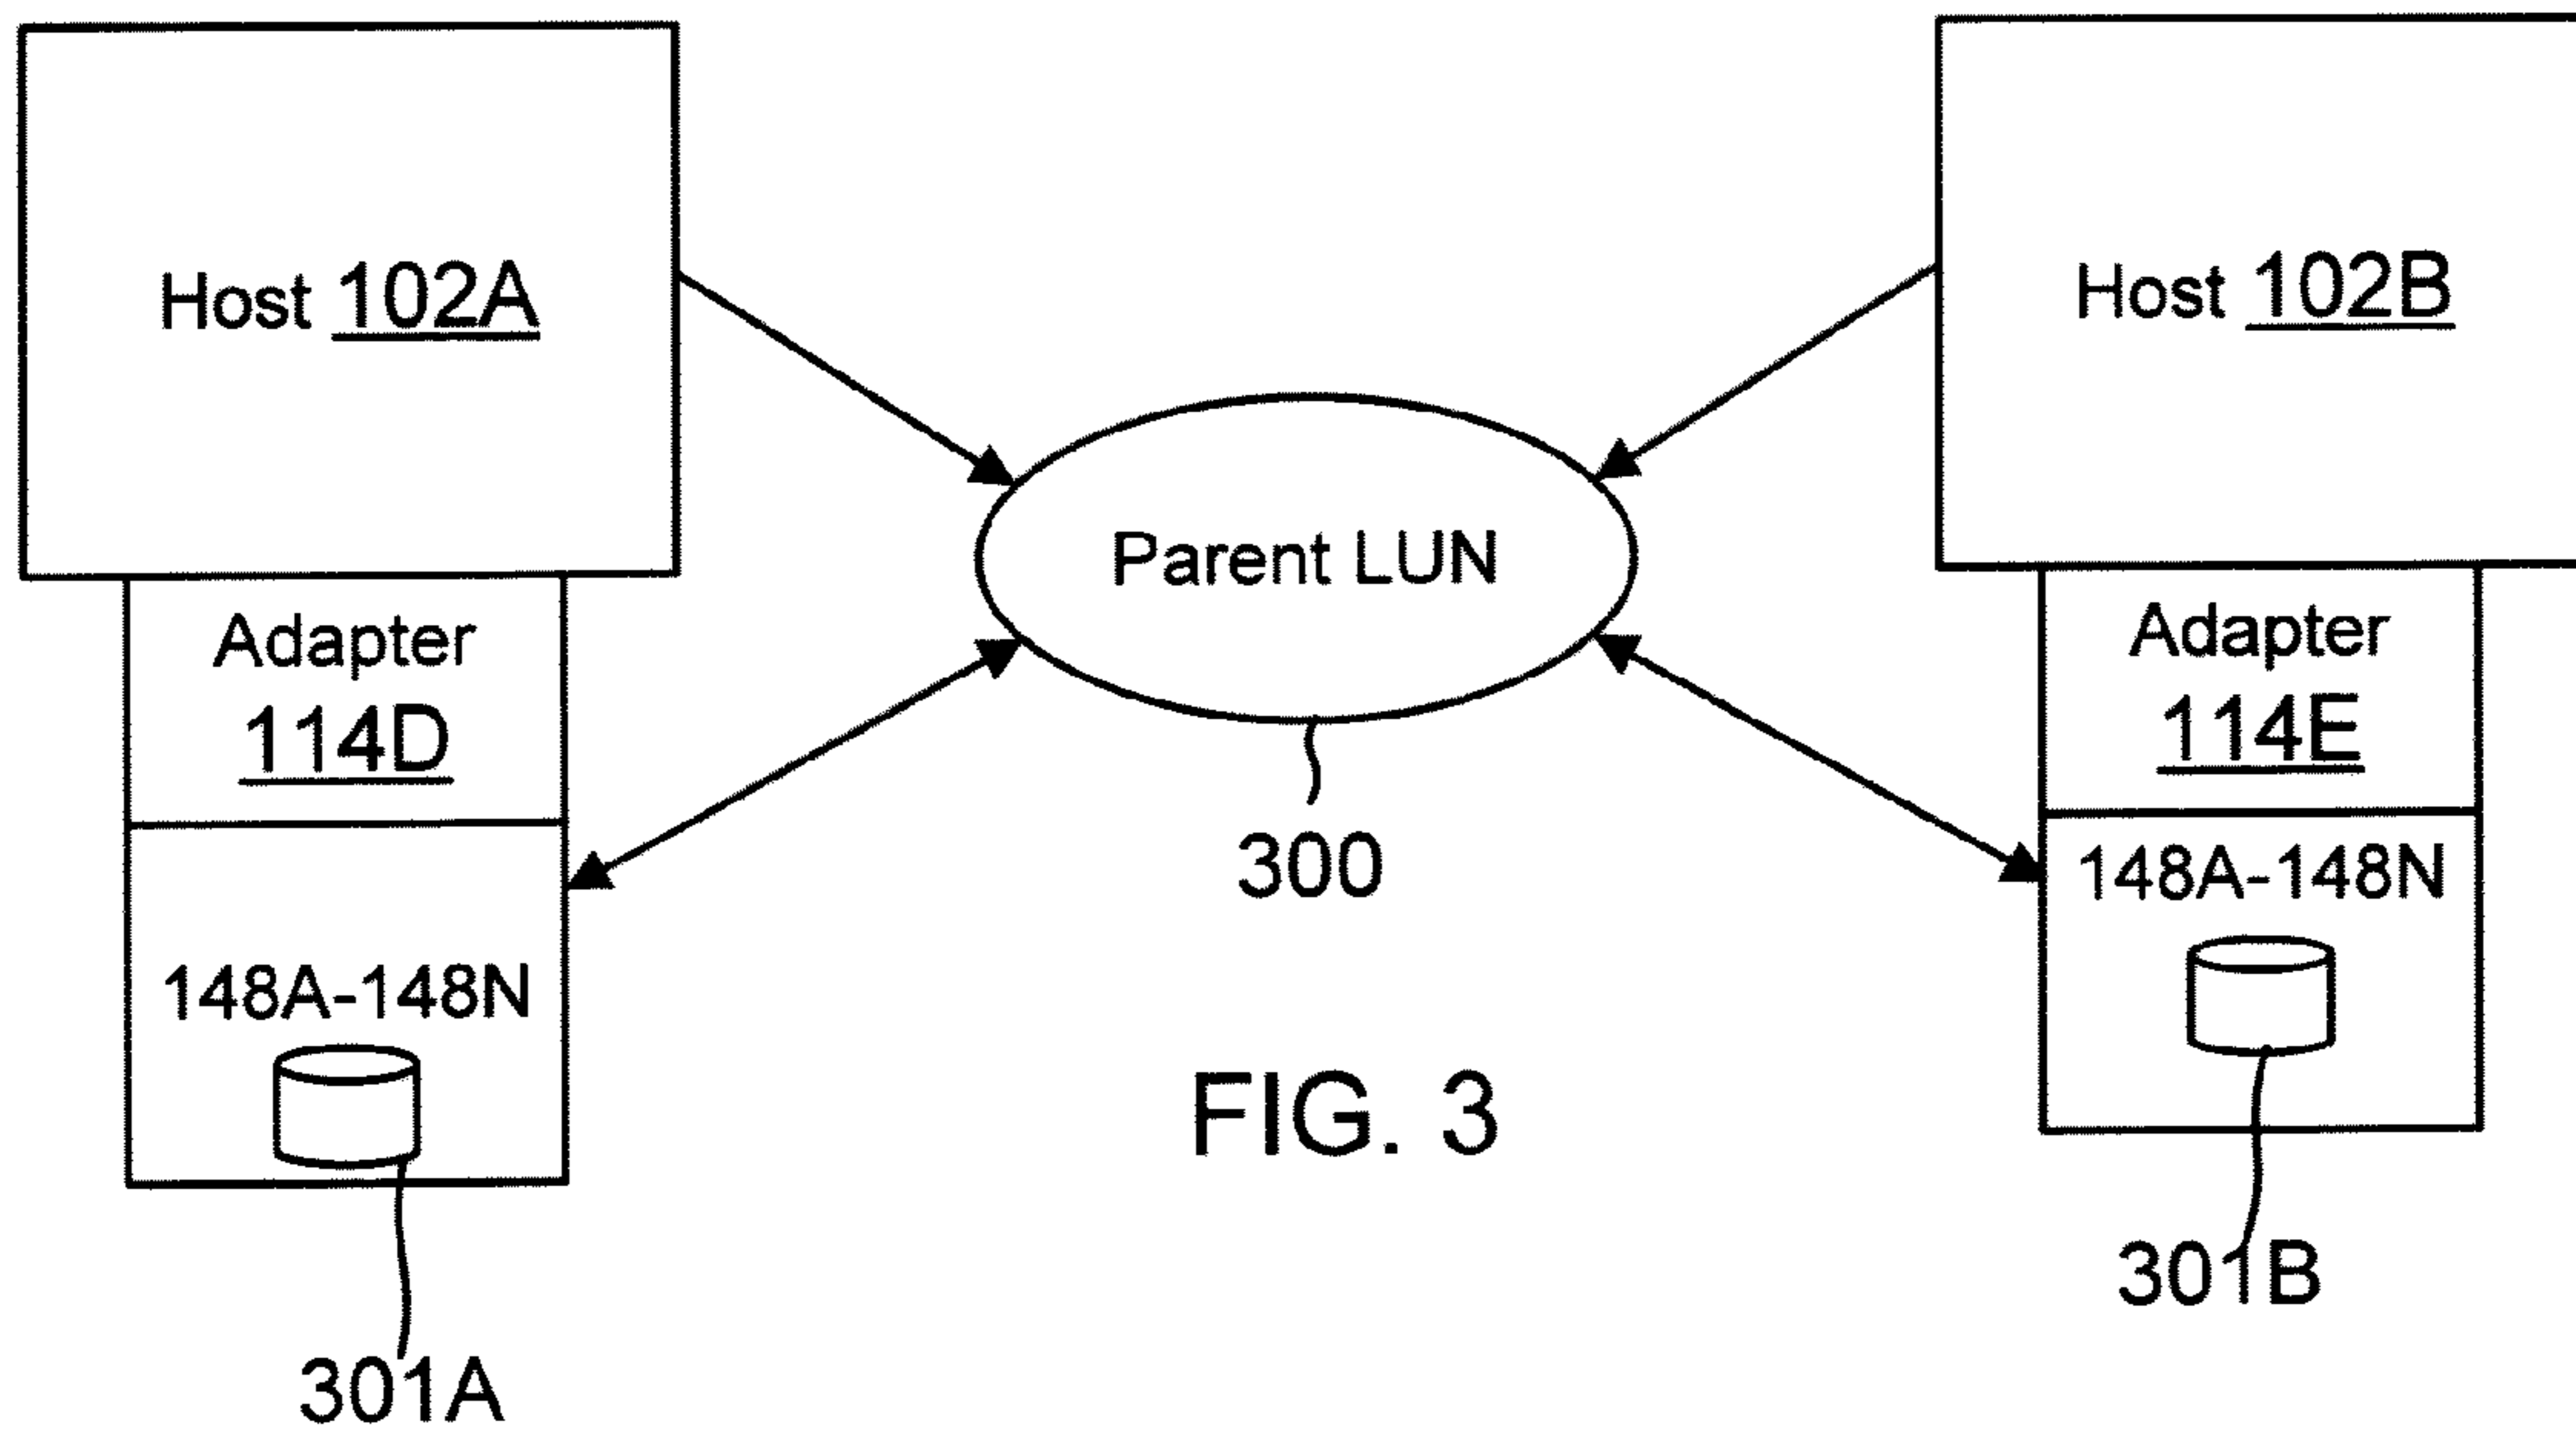 Host 102A
Host 102B
Parent LUN
Adapter
114D
Adapter
114E
300
148A-148N
148A-148N
FIG. 3
301A
301B